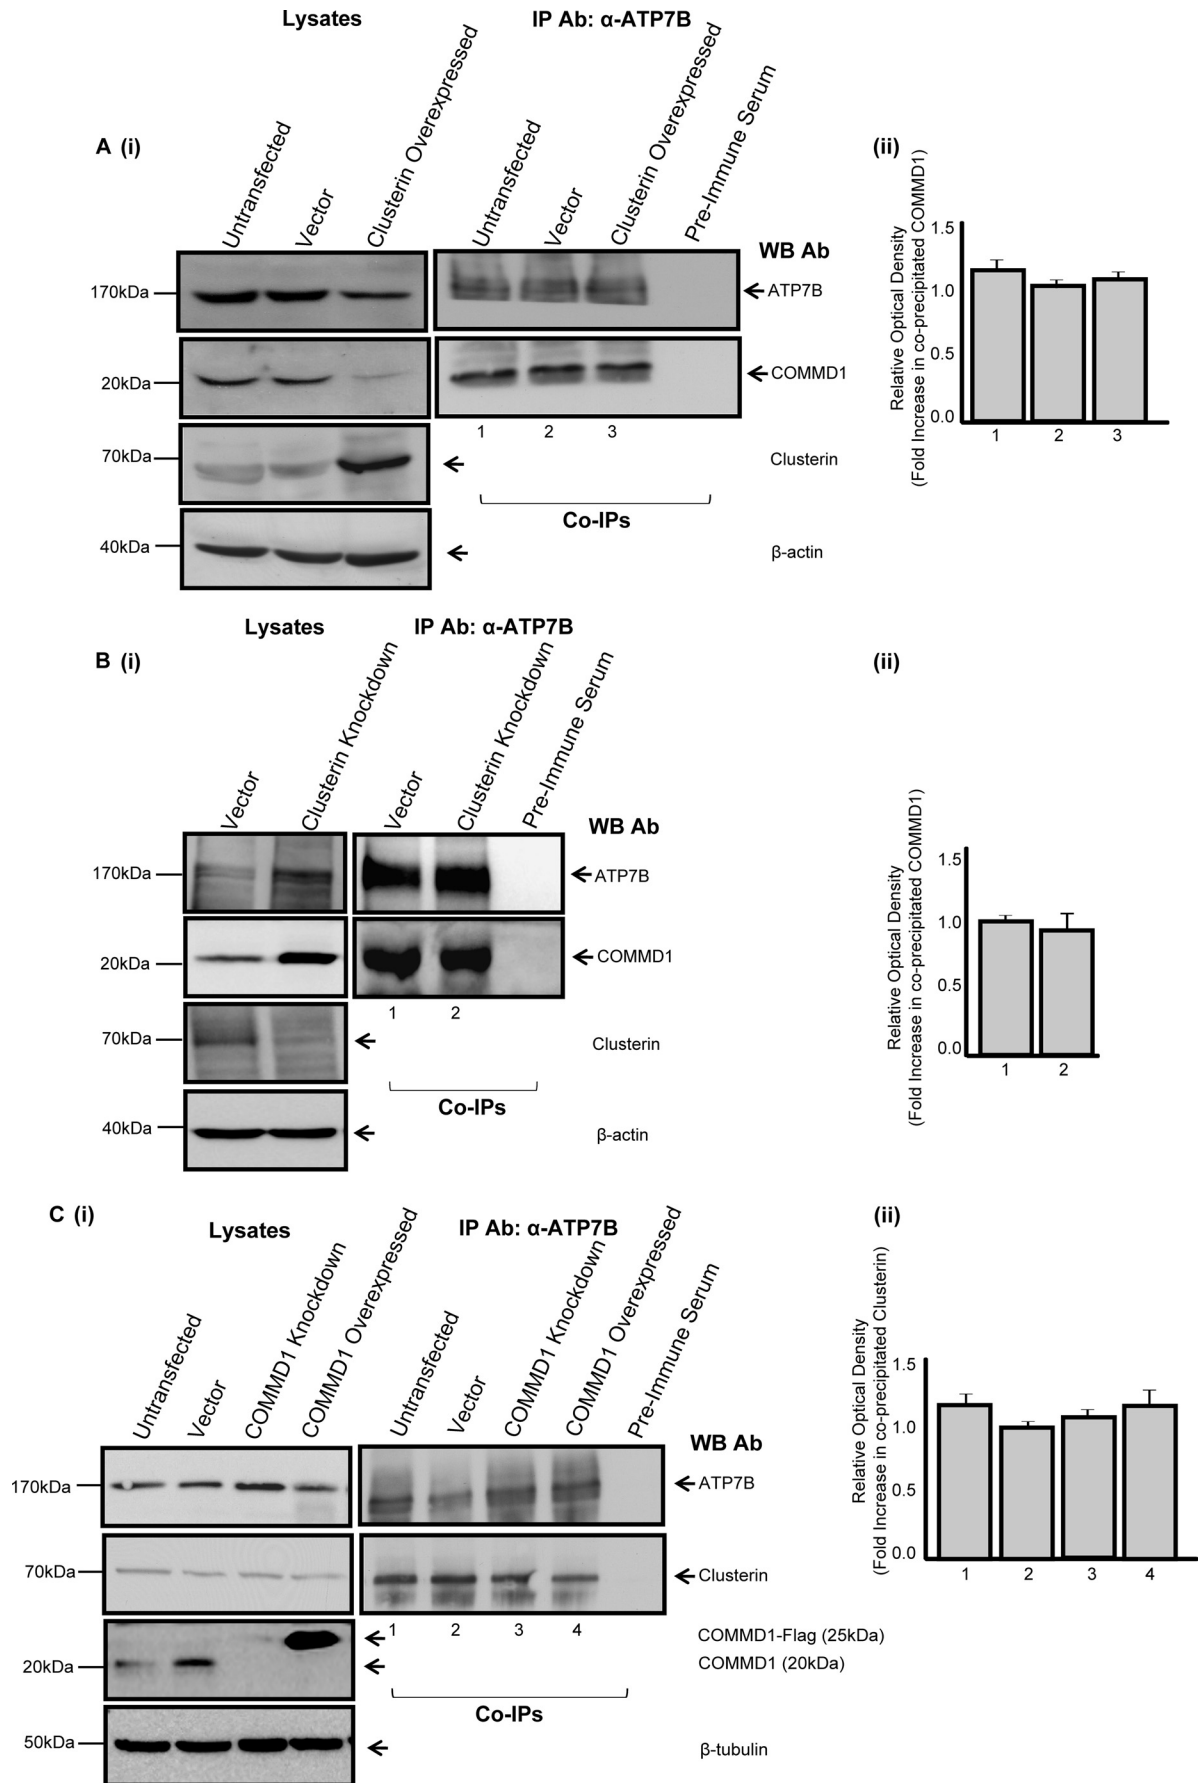 Lysates
IP Ab: α-ATP7B
A (i)
Untransfected
Vector
Clusterin Overexpressed
Untransfected
Vector
Clusterin Overexpressed
Pre-Immune Serum
WB Ab
170kDa
ATP7B
20kDa
COMMD1
1 2 3
70kDa
Clusterin
Co-IPs
40kDa
β-actin
(ii)
Relative Optical Density
(Fold Increase in co-precipitated COMMD1)
1.5
1.0
0.5
0.0
1 2 3
Lysates
IP Ab: α-ATP7B
B (i)
Vector
Clusterin Knockdown
Vector
Clusterin Knockdown
Pre-Immune Serum
WB Ab
170kDa
ATP7B
20kDa
COMMD1
1 2
70kDa
Clusterin
Co-IPs
40kDa
β-actin
(ii)
Relative Optical Density
(Fold Increase in co-precipitated COMMD1)
1.5
1.0
0.5
0.0
1 2
C (i)
Lysates
IP Ab: α-ATP7B
Untransfected
Vector
COMMD1 Knockdown
COMMD1 Overexpressed
Untransfected
Vector
COMMD1 Knockdown
COMMD1 Overexpressed
Pre-Immune Serum
WB Ab
170kDa
ATP7B
70kDa
Clusterin
1 2 3 4
COMMD1-Flag (25kDa)
20kDa
COMMD1 (20kDa)
Co-IPs
50kDa
β-tubulin
(ii)
Relative Optical Density
(Fold Increase in co-precipitated Clusterin)
1.5
1.0
0.5
0.0
1 2 3 4